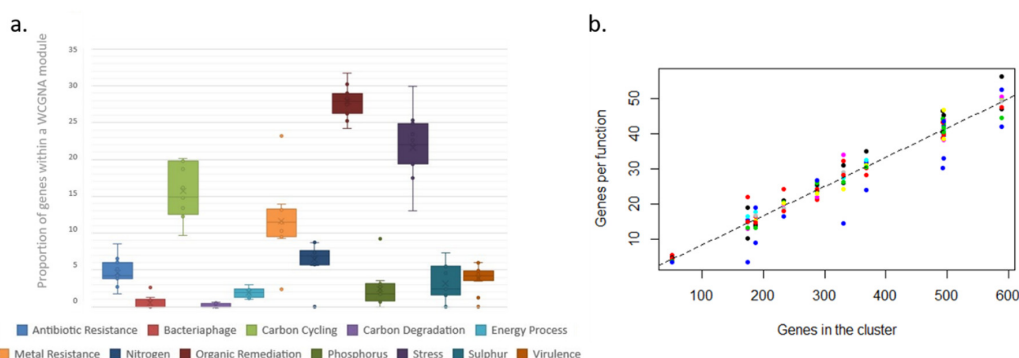 a.
Proportion of genes within a WCGNA module
35
30
25
20
15
10
5
0
Antibiotic Resistance Bacteriaphage Carbon Cycling Carbon Degradation Energy Process
Metal Resistance Nitrogen Organic Remediation Phosphorus Stress Sulphur Virulence
b.
Genes per function
50
40
30
20
10
100 200 300 400 500 600
Genes in the cluster